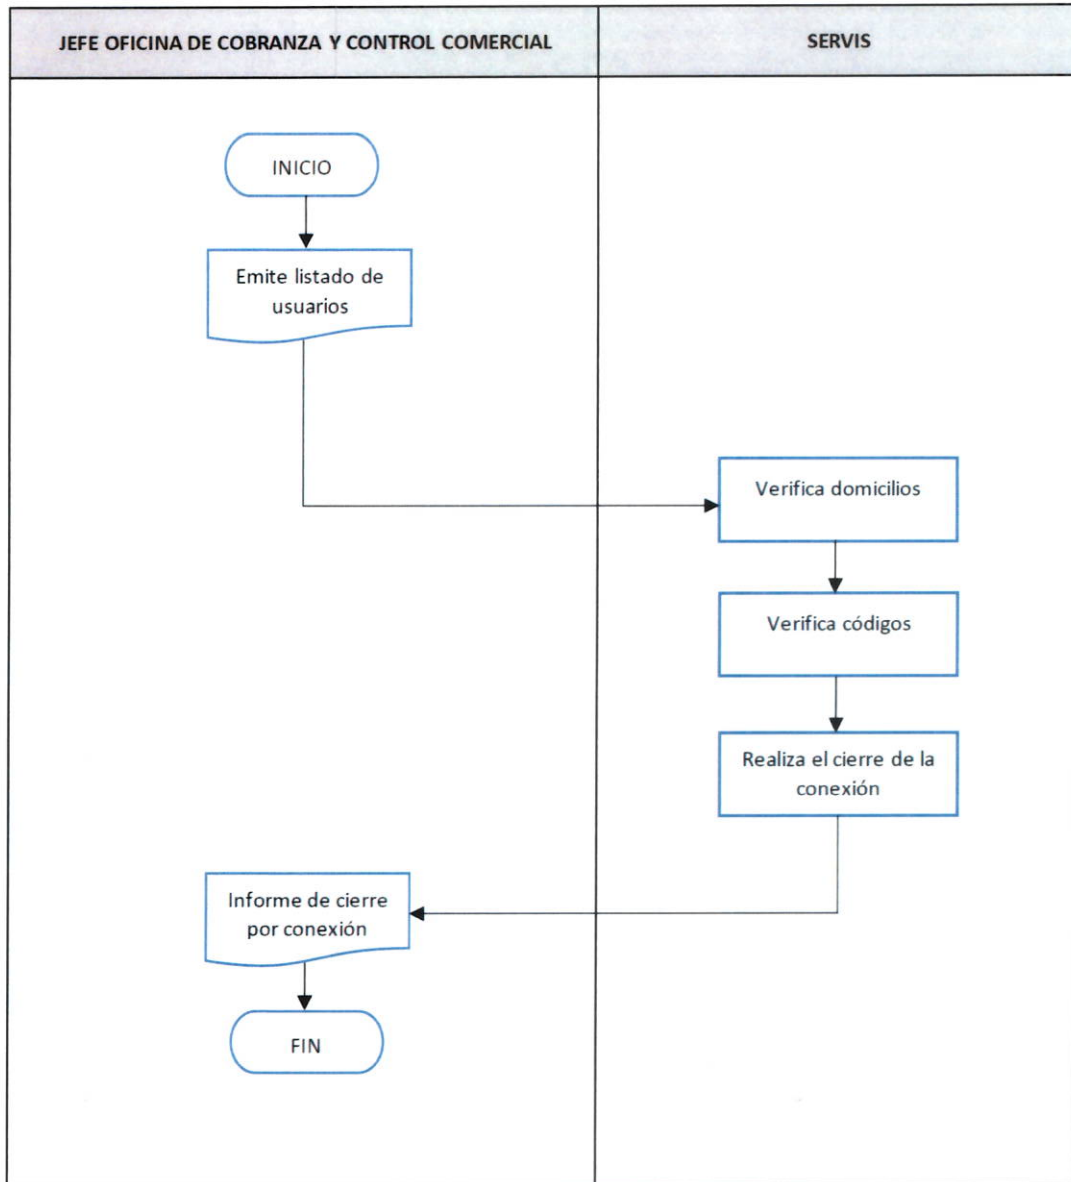 JEFE OFICINA DE COBRANZA Y CONTROL COMERCIAL
SERVIS
INICIO
Emite listado de
usuarios
Verifica domicilios
Verifica códigos
Realiza el cierre de la
conexión
Informe de cierre
por conexión
FIN